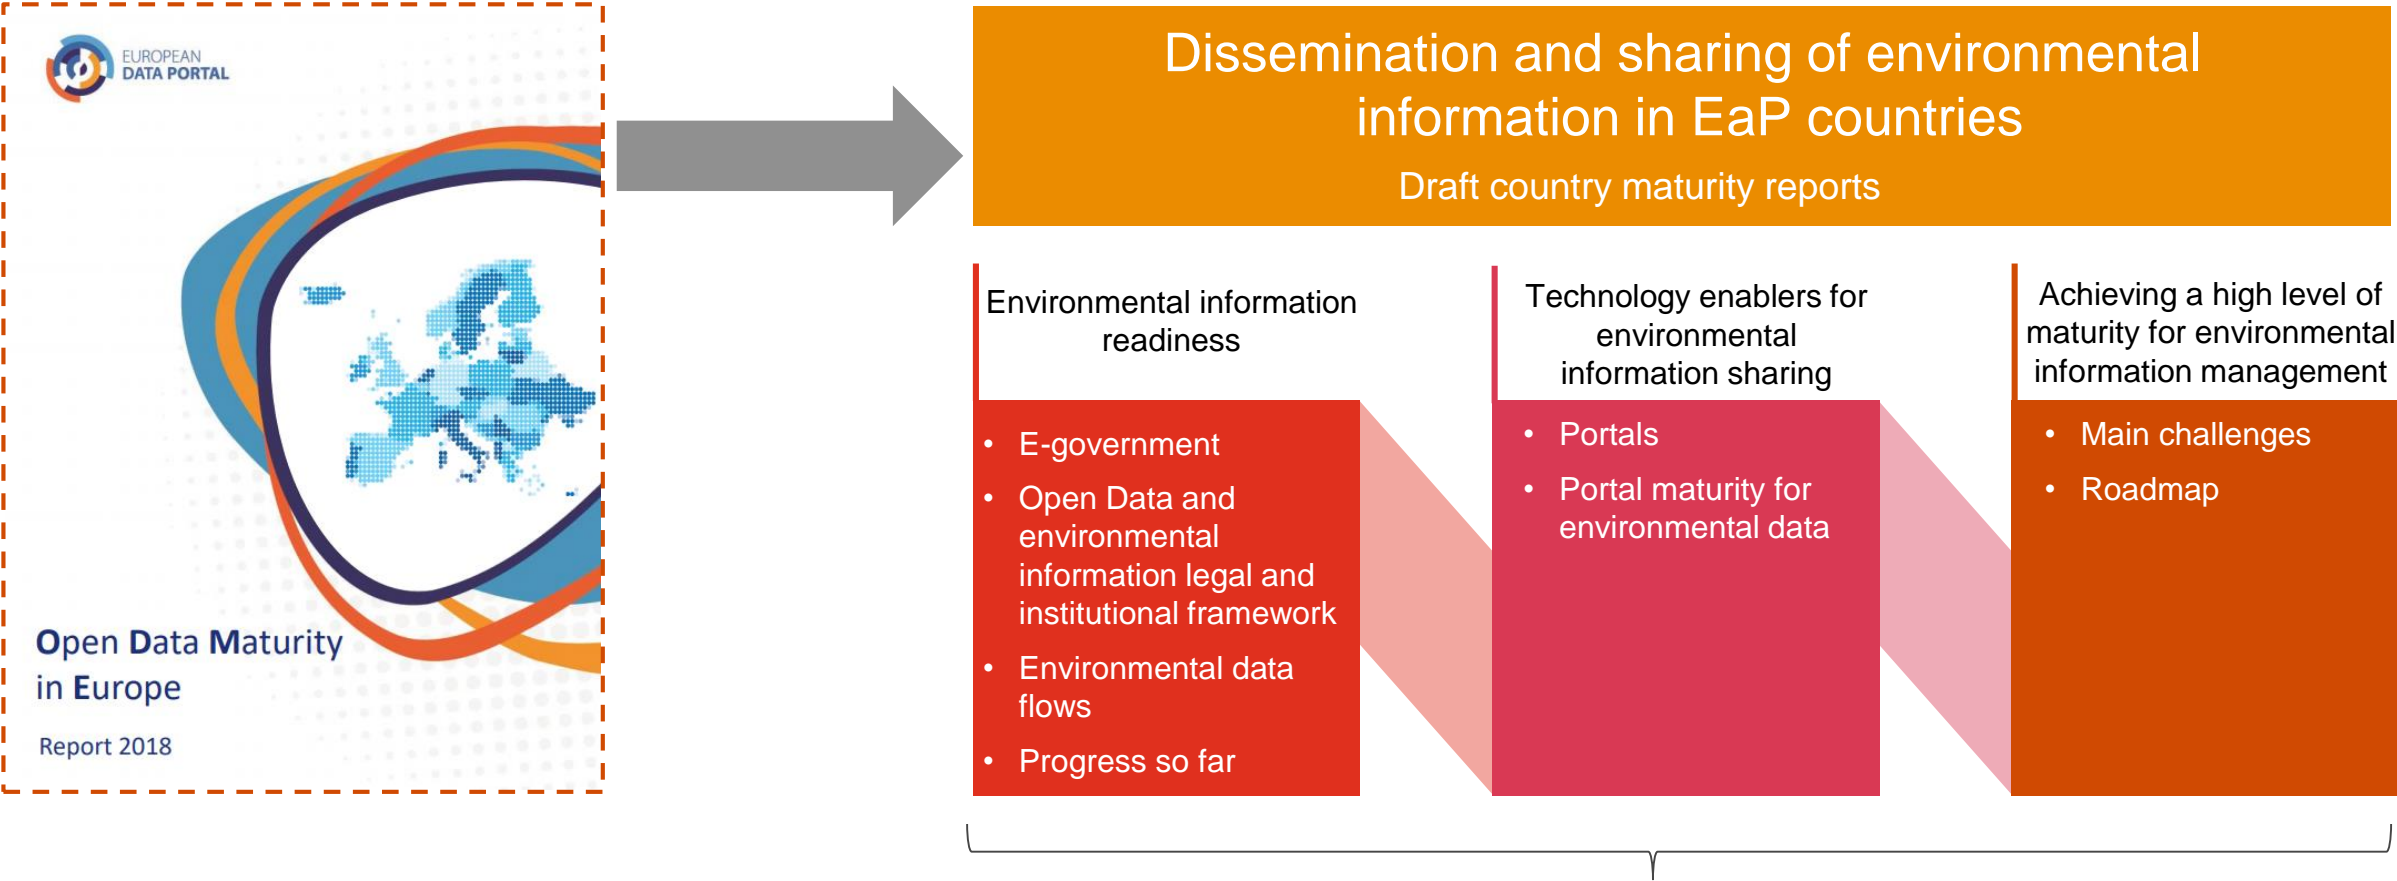 EUROPEAN
DATA PORTAL
Open Data Maturity
in Europe
Report 2018
Dissemination and sharing of environmental
information in EaP countries
Draft country maturity reports
Environmental information
readiness
• E-government
• Open Data and
environmental
information legal and
institutional framework
• Environmental data
flows
• Progress so far
Technology enablers for
environmental
information sharing
• Portals
• Portal maturity for
environmental data
Achieving a high level of
maturity for environmental
information management
• Main challenges
• Roadmap